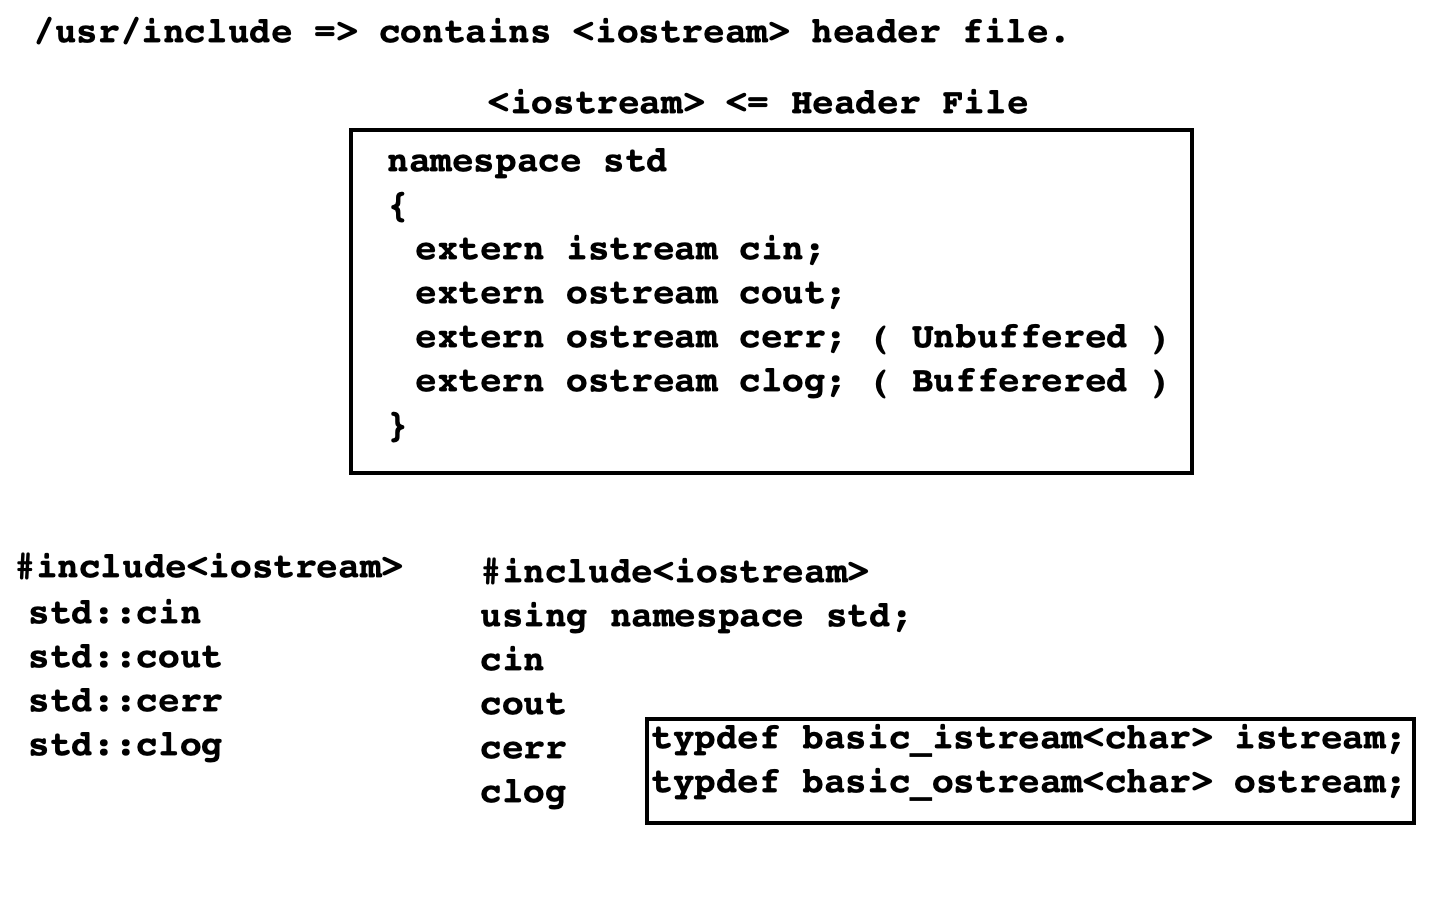 /usr/include => contains <iostream> header file.
<iostream> <= Header File
namespace std
{
extern istream cin;
extern ostream cout;
extern ostream cerr; ( Unbuffered )
extern ostream clog; ( Bufferered )
}
#include<iostream>
std::cin
std::cout
std::cerr
std::clog
#include<iostream>
using namespace std;
cin
cout
cerr
clog
typdef basic_istream<char> istream;
typdef basic_ostream<char> ostream;